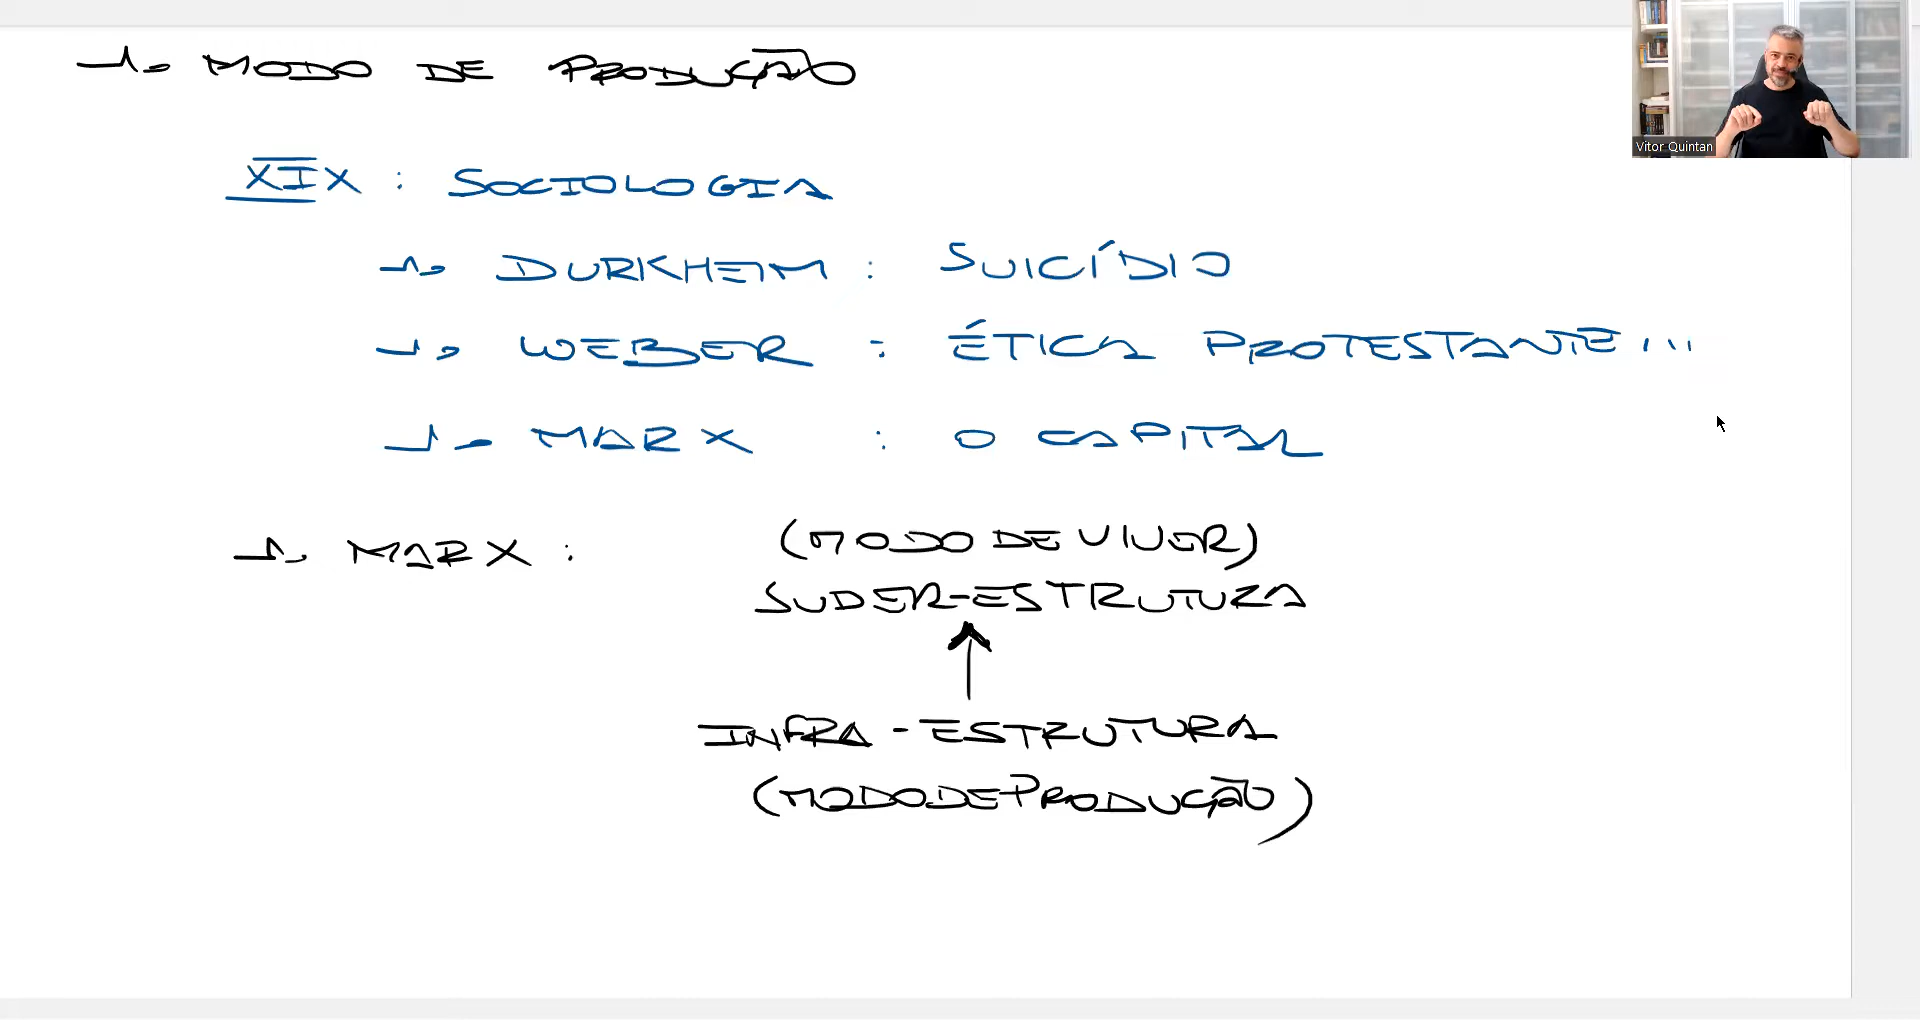 MODO DE PRODUÇÃO
Vitor Quintan
XIX : SOCIOLOGIA
DURKHEIM : SUICÍDIO
WEBER : ÉTICA PROTESTANTE...
MARX : O CAPITAL
MARX :
(MODO DE VIVER)
SUPER-ESTRUTURA
INFRA-ESTRUTURA
(MODO DE PRODUÇÃO)